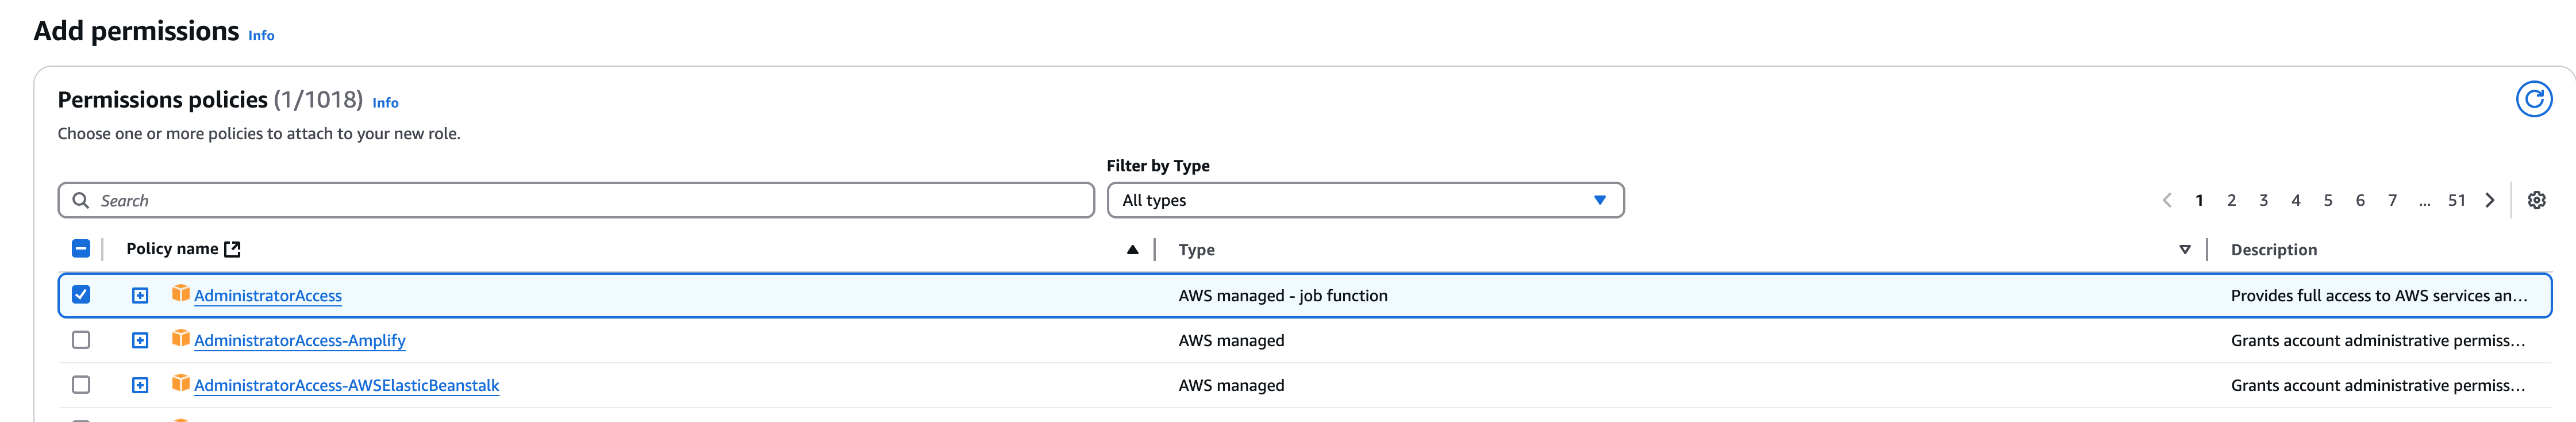 Add permissions Info
Permissions policies (1/1018) Info
Choose one or more policies to attach to your new role.
Filter by Type
Search
All types
1 2 3 4 5 6 7 ... 51
Policy name Type Description
AdministratorAccess AWS managed - job function Provides full access to AWS services an...
AdministratorAccess-Amplify AWS managed Grants account administrative permiss...
AdministratorAccess-AWSElasticBeanstalk AWS managed Grants account administrative permiss...